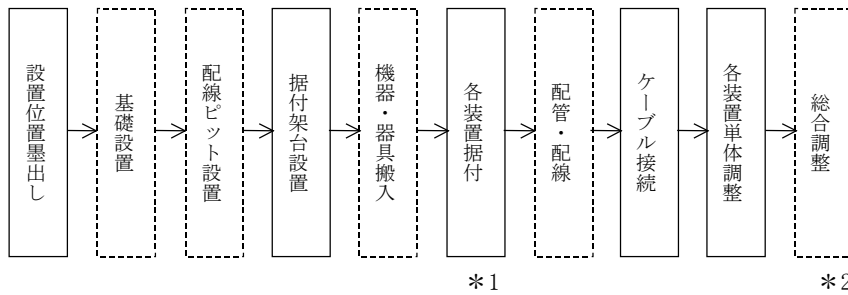 設置位置墨出し
基礎設置
配線ピット設置
据付架台設置
機器・器具搬入
各装置据付
配管・配線
ケーブル接続
各装置単体調整
総合調整
＊1
＊2